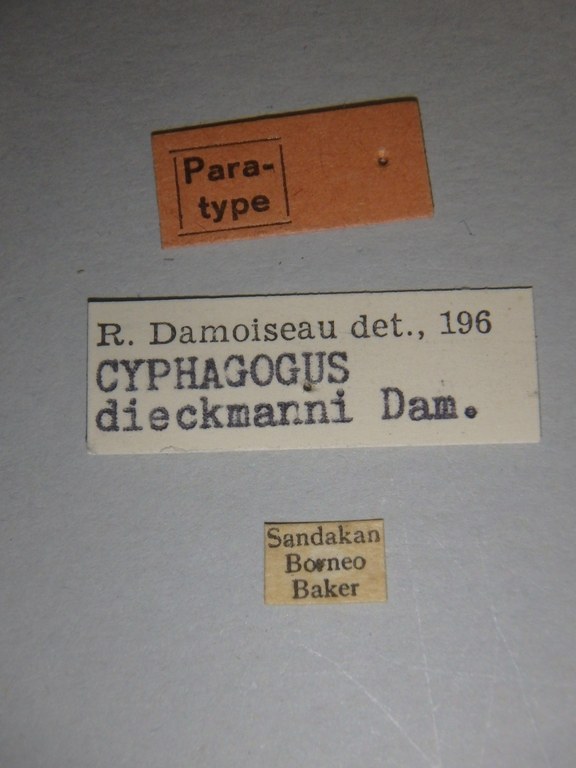 Para-
type
R. Damoiseau det., 196
CYPHAGOGUS
dieckmanni Dam.
Sandakan
Borneo
Baker